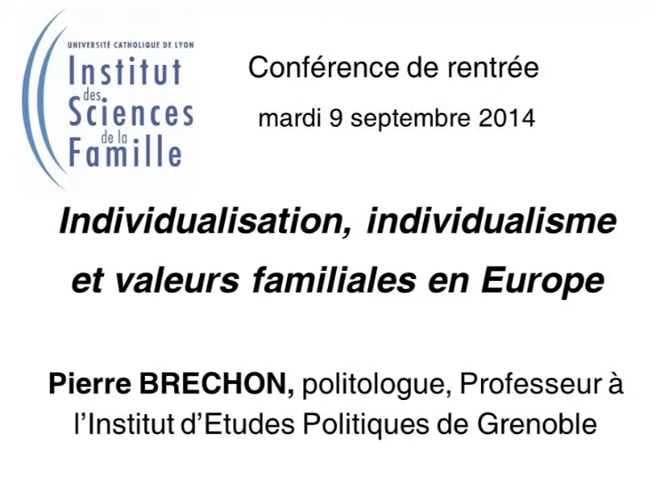 UNIVERSITÉ CATHOLIQUE DE LYON
Institut
des
Sciences
de la
Famille
Conférence de rentrée
mardi 9 septembre 2014
Individualisation, individualisme
et valeurs familiales en Europe
Pierre BRECHON, politologue, Professeur à
l'Institut d'Etudes Politiques de Grenoble